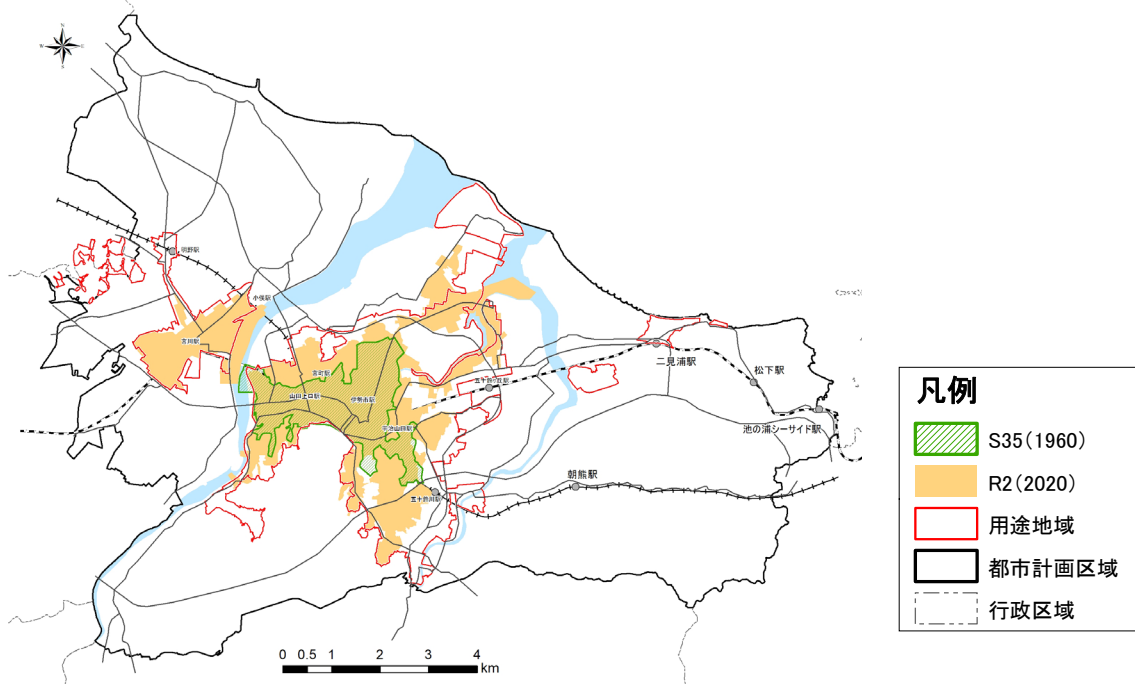 N
W
E
S
明野駅
小俣駅
宮川駅
宮町駅
山田上口駅
伊勢市駅
宇治山田駅
五十鈴ヶ丘駅
五十鈴川駅
朝熊駅
二見浦駅
松下駅
池の浦シーサイド駅
0 0.5 1 2 3 4
km
凡例
S35(1960)
R2(2020)
用途地域
都市計画区域
行政区域